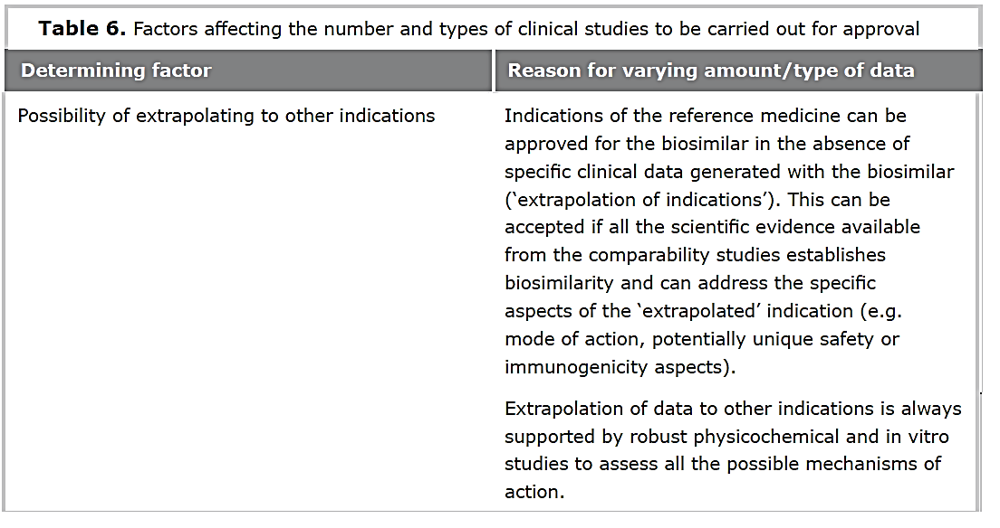 Table 6. Factors affecting the number and types of clinical studies to be carried out for approval
Determining factor
Reason for varying amount/type of data
Possibility of extrapolating to other indications
Indications of the reference medicine can be
approved for the biosimilar in the absence of
specific clinical data generated with the biosimilar
(‘extrapolation of indications’). This can be
accepted if all the scientific evidence available
from the comparability studies establishes
biosimilarity and can address the specific
aspects of the ‘extrapolated’ indication (e.g.
mode of action, potentially unique safety or
immunogenicity aspects).
Extrapolation of data to other indications is always
supported by robust physicochemical and in vitro
studies to assess all the possible mechanisms of
action.